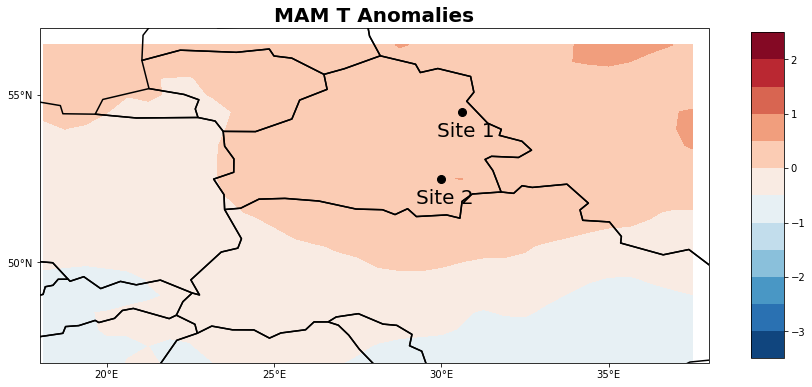 MAM T Anomalies
55°N
50°N
20°E
25°E
30°E
35°E
Site 1
Site 2
2
1
0
−1
−2
−3